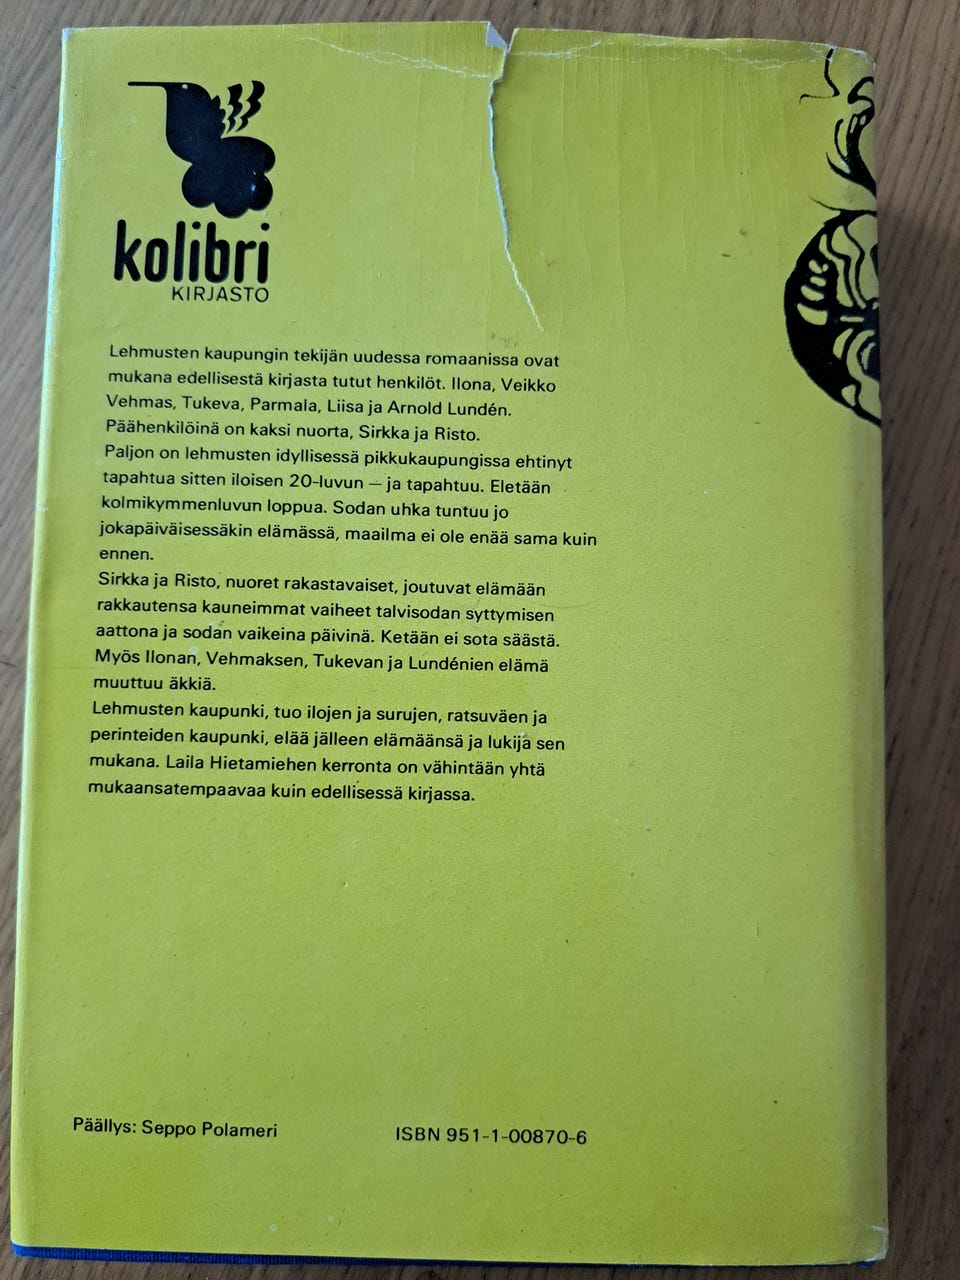 kolibri
KIRJASTO
Lehmusten kaupungin tekijän uudessa romaanissa ovat
mukana edellisestä kirjasta tutut henkilöt. Ilona, Veikko
Vehmas, Tukeva, Parmala, Liisa ja Arnold Lundén.
Päähenkilöinä on kaksi nuorta, Sirkka ja Risto.
Paljon on lehmusten idyllisessä pikkukaupungissa ehtinyt
tapahtua sitten iloisen 20-luvun — ja tapahtuu. Eletään
kolmikymmenluvun loppua. Sodan uhka tuntuu jo
jokapäiväisessäkin elämässä, maailma ei ole enää sama kuin
ennen.
Sirkka ja Risto, nuoret rakastavaiset, joutuvat elämään
rakkautensa kauneimmat vaiheet talvisodan syttymisen
aattona ja sodan vaikeina päivinä. Ketään ei sota säästä.
Myös Ilonan, Vehmaksen, Tukevan ja Lundénien elämä
muuttuu äkkiä.
Lehmusten kaupunki, tuo ilojen ja surujen, ratsuväen ja
perinteiden kaupunki, elää jälleen elämäänsä ja lukija sen
mukana. Laila Hietamiehen kerronta on vähintään yhtä
mukaansatempaavaa kuin edellisessä kirjassa.
Päällys: Seppo Polameri
ISBN 951-1-00870-6